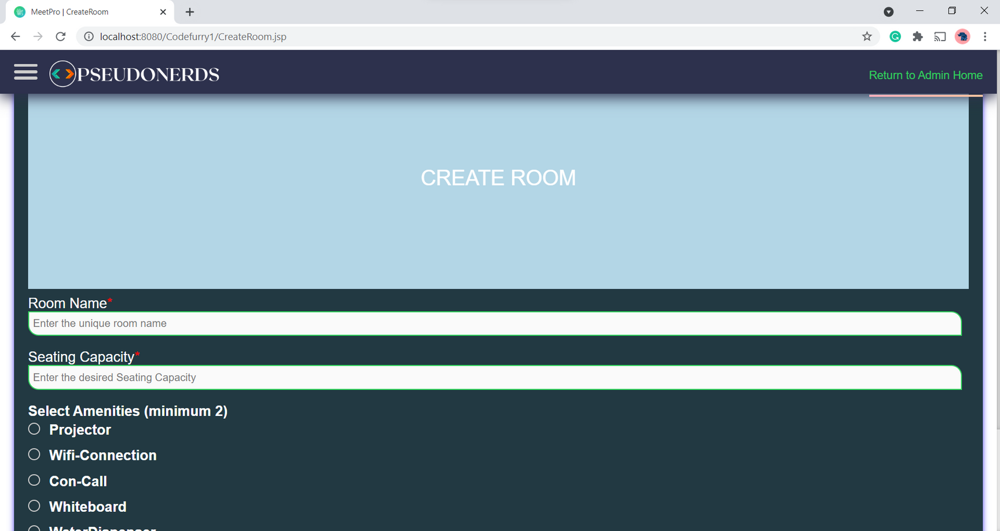 MeetPro | CreateRoom
localhost:8080/Codefurry1/CreateRoom.jsp
PSEUDONERDS
Return to Admin Home
CREATE ROOM
Room Name*
Enter the unique room name
Seating Capacity*
Enter the desired Seating Capacity
Select Amenities (minimum 2)
Projector
Wifi-Connection
Con-Call
Whiteboard
WaterDispenser